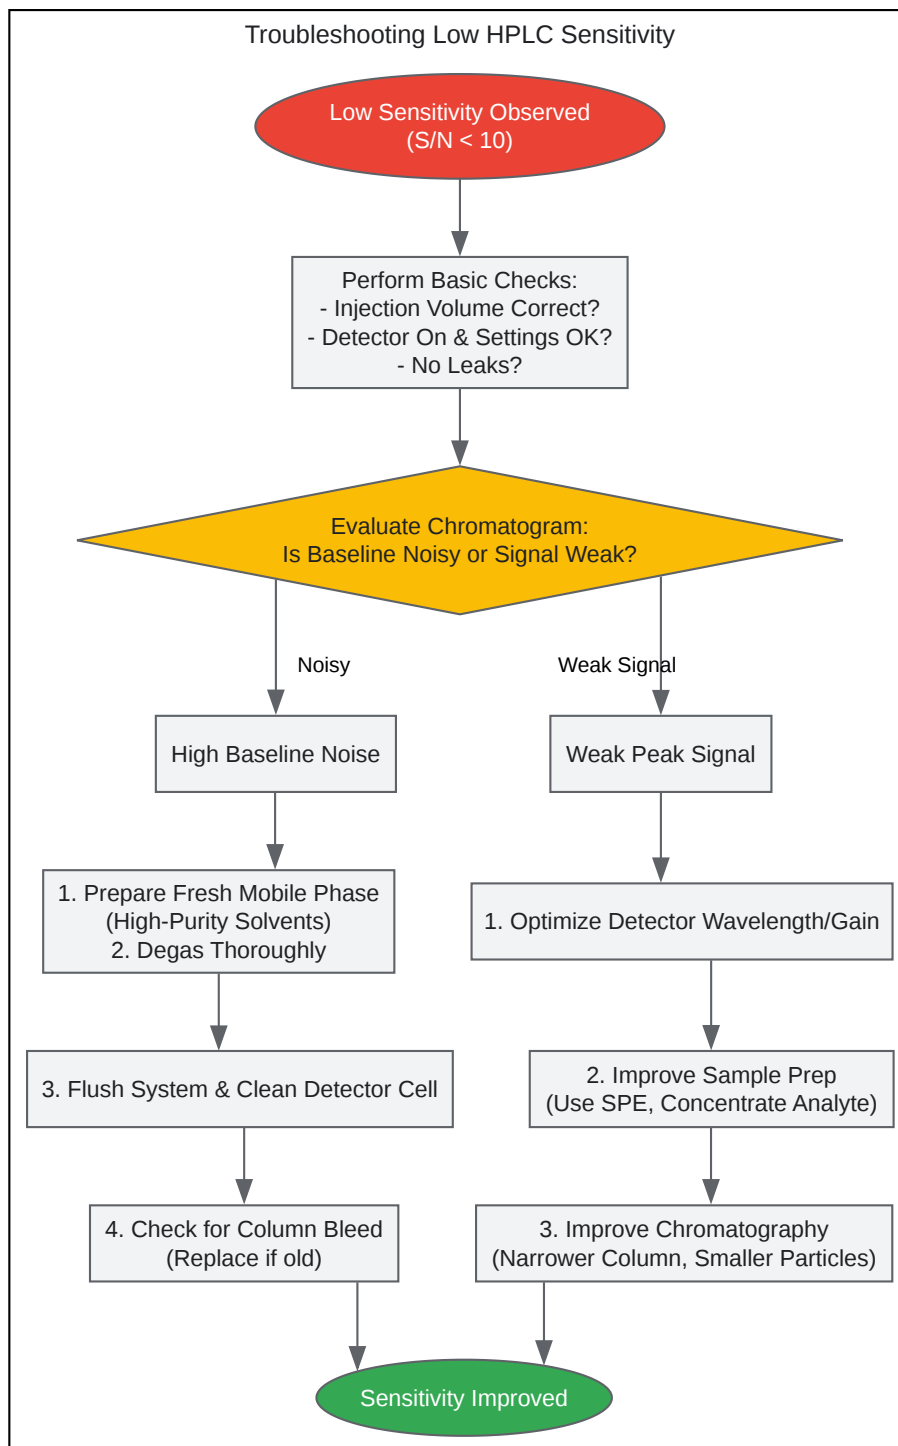 Troubleshooting Low HPLC Sensitivity
Low Sensitivity Observed
(S/N < 10)
Perform Basic Checks:
- Injection Volume Correct?
- Detector On & Settings OK?
- No Leaks?
Evaluate Chromatogram:
Is Baseline Noisy or Signal Weak?
Noisy
Weak Signal
High Baseline Noise
Weak Peak Signal
1. Prepare Fresh Mobile Phase
(High-Purity Solvents)
2. Degas Thoroughly
1. Optimize Detector Wavelength/Gain
3. Flush System & Clean Detector Cell
2. Improve Sample Prep
(Use SPE, Concentrate Analyte)
4. Check for Column Bleed
(Replace if old)
3. Improve Chromatography
(Narrower Column, Smaller Particles)
Sensitivity Improved